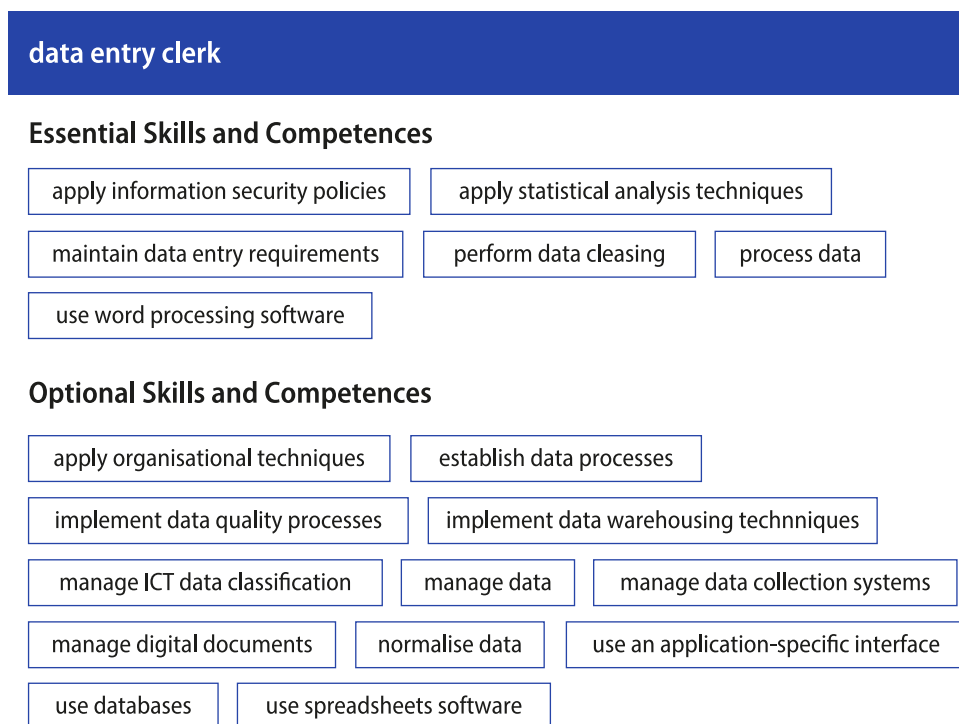 data entry clerk
Essential Skills and Competences
apply information security policies apply statistical analysis techniques
maintain data entry requirements perform data cleasing process data
use word processing software
Optional Skills and Competences
apply organisational techniques establish data processes
implement data quality processes implement data warehousing technniques
manage ICT data classification manage data manage data collection systems
manage digital documents normalise data use an application-specific interface
use databases use spreadsheets software